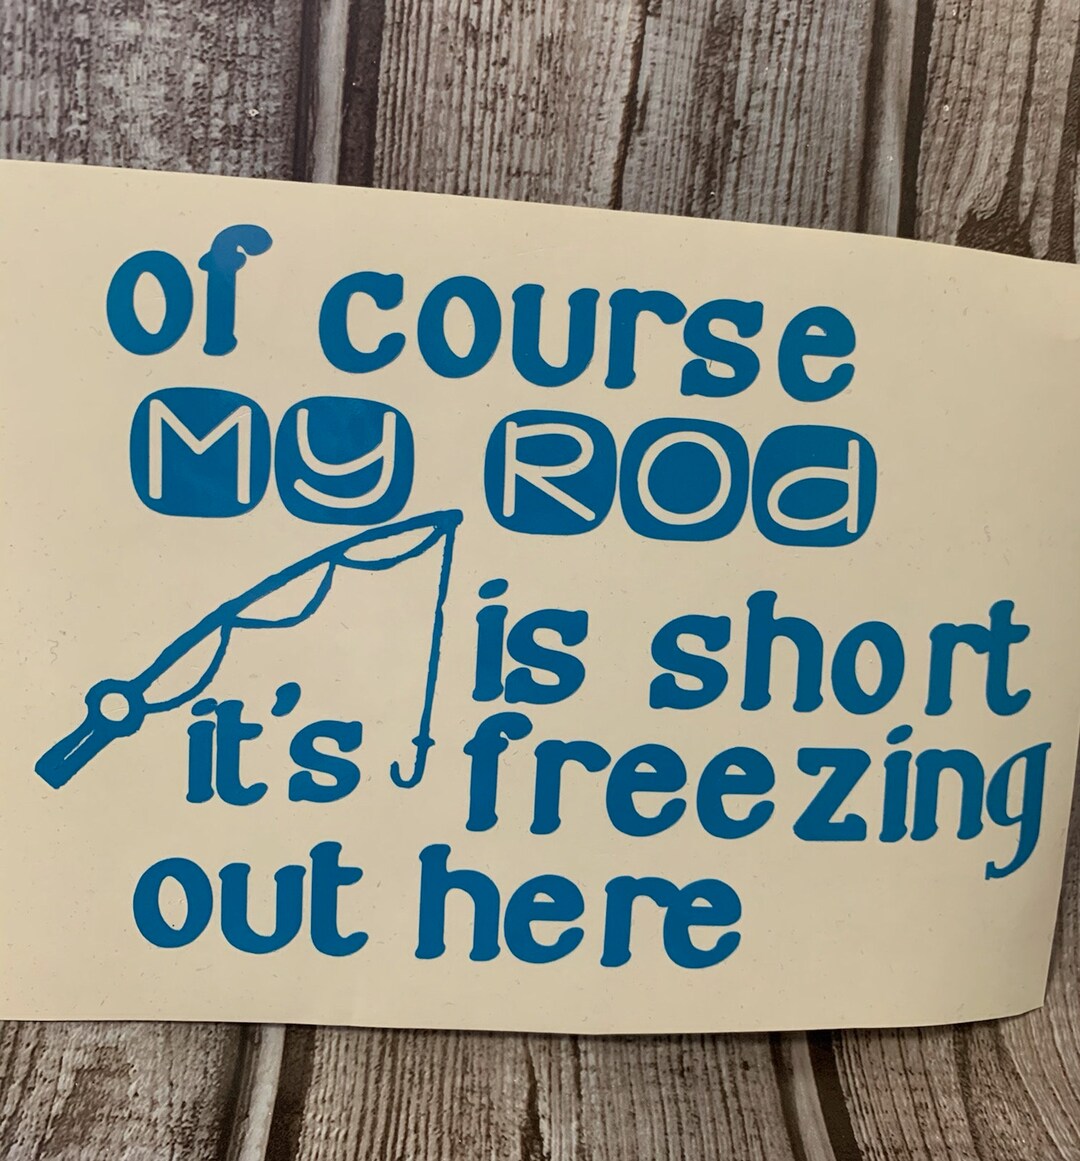 of course
My Rod
is short
it's freezing
out here